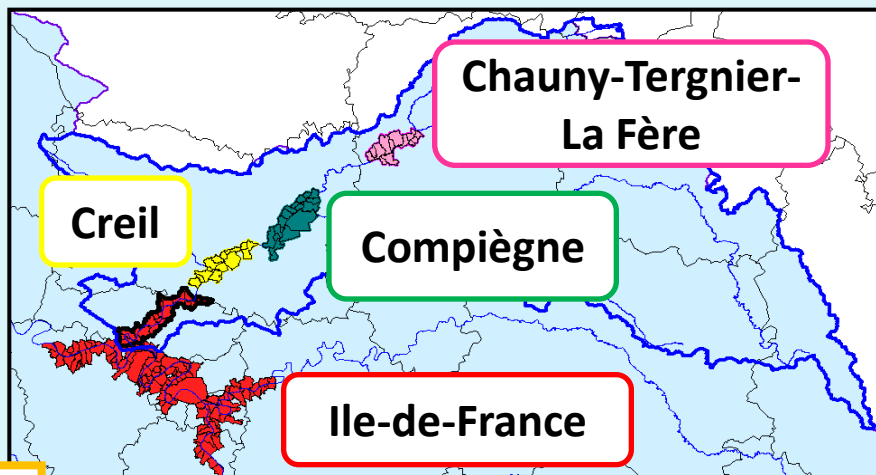 Chauny-Tergnier-
La Fère
Creil
Compiègne
Ile-de-France